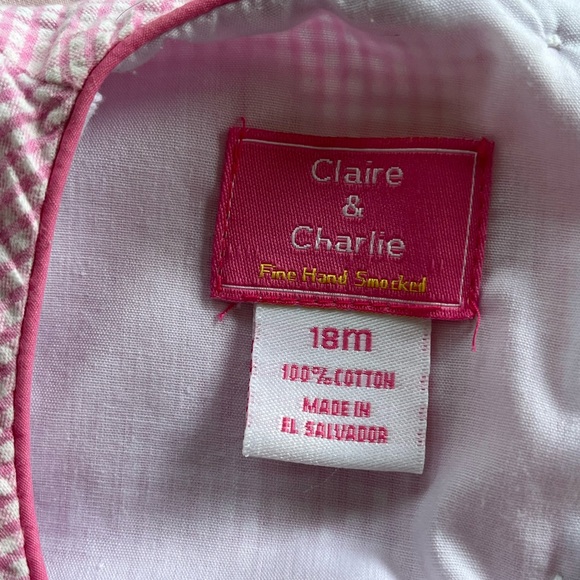 Claire
&
Charlie
Fine Hand Smocked
18m
100% COTTON
MADE IN
EL SALVADOR